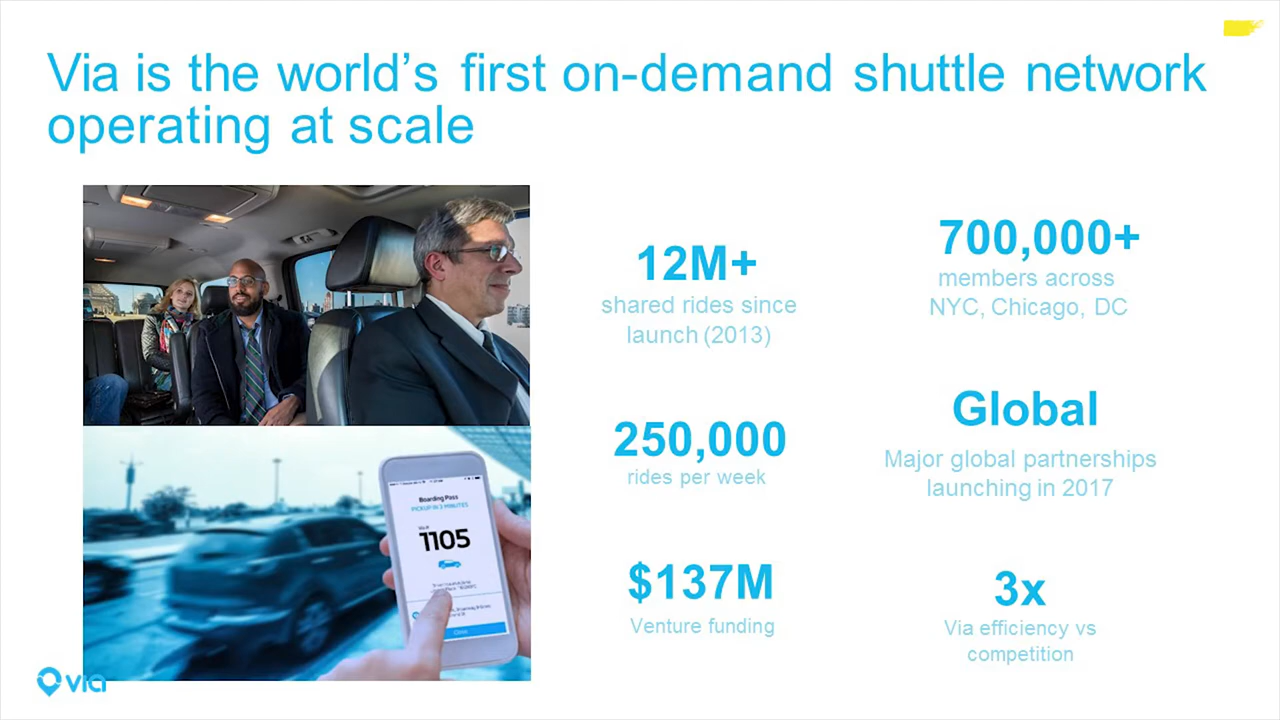 Via is the world’s first on-demand shuttle network
operating at scale
12M+
shared rides since
launch (2013)
700,000+
members across
NYC, Chicago, DC
250,000
rides per week
Global
Major global partnerships
launching in 2017
$137M
Venture funding
3x
Via efficiency vs
competition
Boarding Pass
PICKUP IN 2 MINUTES
1105
via